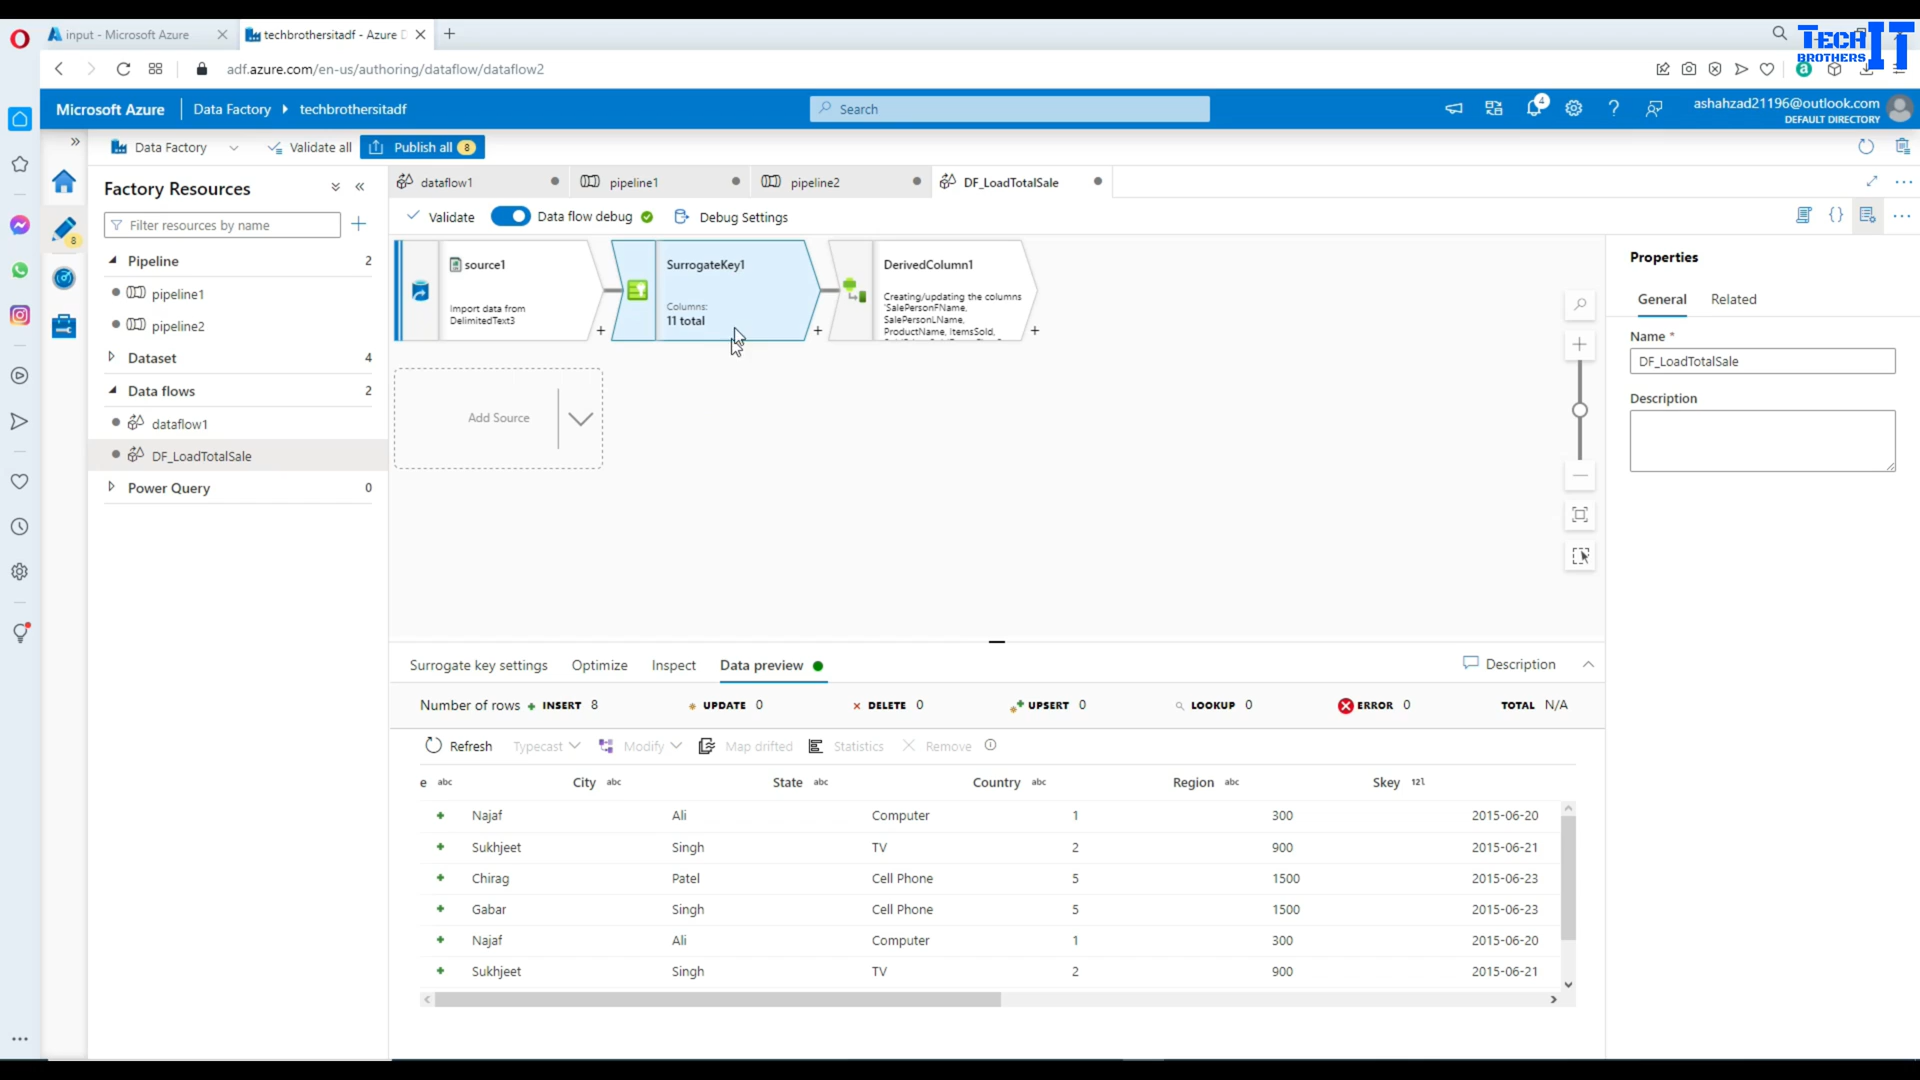 input - Microsoft Azure
techbrothersitadf - Azure D
TECH IT
BROTHERS
adf.azure.com/en-us/authoring/dataflow/dataflow2
Microsoft Azure
Data Factory
techbrothersitadf
Search
4
ashahzad21196@outlook.com
DEFAULT DIRECTORY
Data Factory
Validate all
Publish all 8
8
Factory Resources
Filter resources by name
Pipeline 2
pipeline1
pipeline2
Dataset 4
Data flows 2
dataflow1
DF_LoadTotalSale
Power Query 0
dataflow1
pipeline1
pipeline2
DF_LoadTotalSale
Validate
Data flow debug
Debug Settings
source1
Import data from
DelimitedText3
SurrogateKey1
Columns:
11 total
DerivedColumn1
Creating/updating the columns
'SalePersonFName,
SalePersonLName,
ProductName, ItemsSold,
Add Source
Properties
General Related
Name *
DF_LoadTotalSale
Description
Surrogate key settings Optimize Inspect Data preview Description
Number of rows INSERT 8 UPDATE 0 DELETE 0 UPSERT 0 LOOKUP 0 ERROR 0 TOTAL N/A
Refresh Typecast Modify Map drifted Statistics Remove
e abc City abc State abc Country abc Region abc Skey 12l
Najaf Ali Computer 1 300 2015-06-20
Sukhjeet Singh TV 2 900 2015-06-21
Chirag Patel Cell Phone 5 1500 2015-06-23
Gabar Singh Cell Phone 5 1500 2015-06-23
Najaf Ali Computer 1 300 2015-06-20
Sukhjeet Singh TV 2 900 2015-06-21